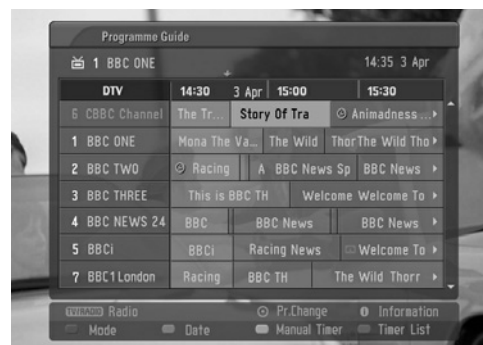 Programme Guide
1 BBC ONE 14:35 3 Apr
DTV 14:30 3 Apr 15:00 15:30
6 CBBC Channel The Tr... Story Of Tra Animadness ...
1 BBC ONE Mona The Va... The Wild Thor The Wild Tho
2 BBC TWO Racing A BBC News Sp BBC News
3 BBC THREE This is BBC TH Welcome Welcome To
4 BBC NEWS 24 BBC BBC News BBC News
5 BBCi BBCi Racing News Welcome To
7 BBC1 London Racing BBC TH The Wild Thorr
TV/RADIO Radio Pr.Change Information
Mode Date Manual Timer Timer List